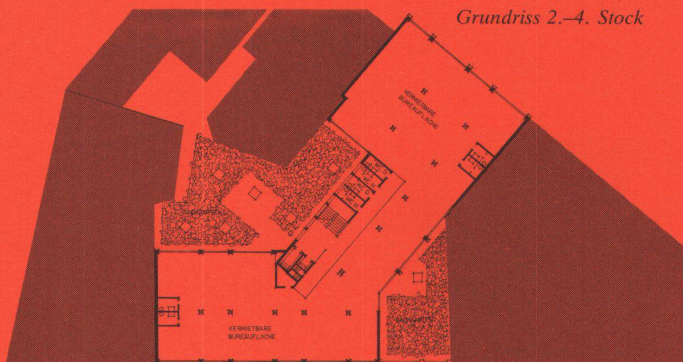 Grundriss 2.–4. Stock
VERMIETBARE
BUREAUFLÄCHE
VERMIETBARE
BUREAUFLÄCHE